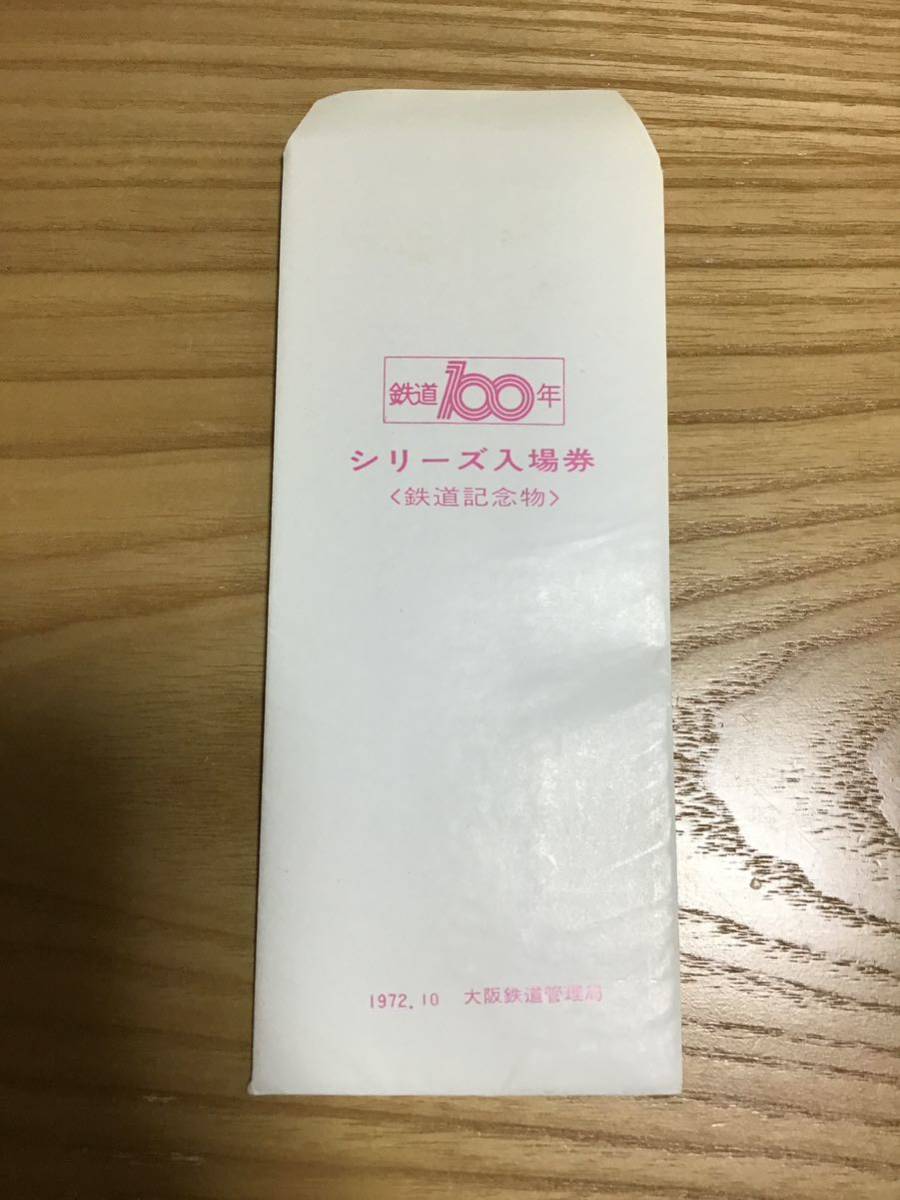 鉄道100年
シリーズ入場券
<鉄道記念物>
1972.10 大阪鉄道管理局